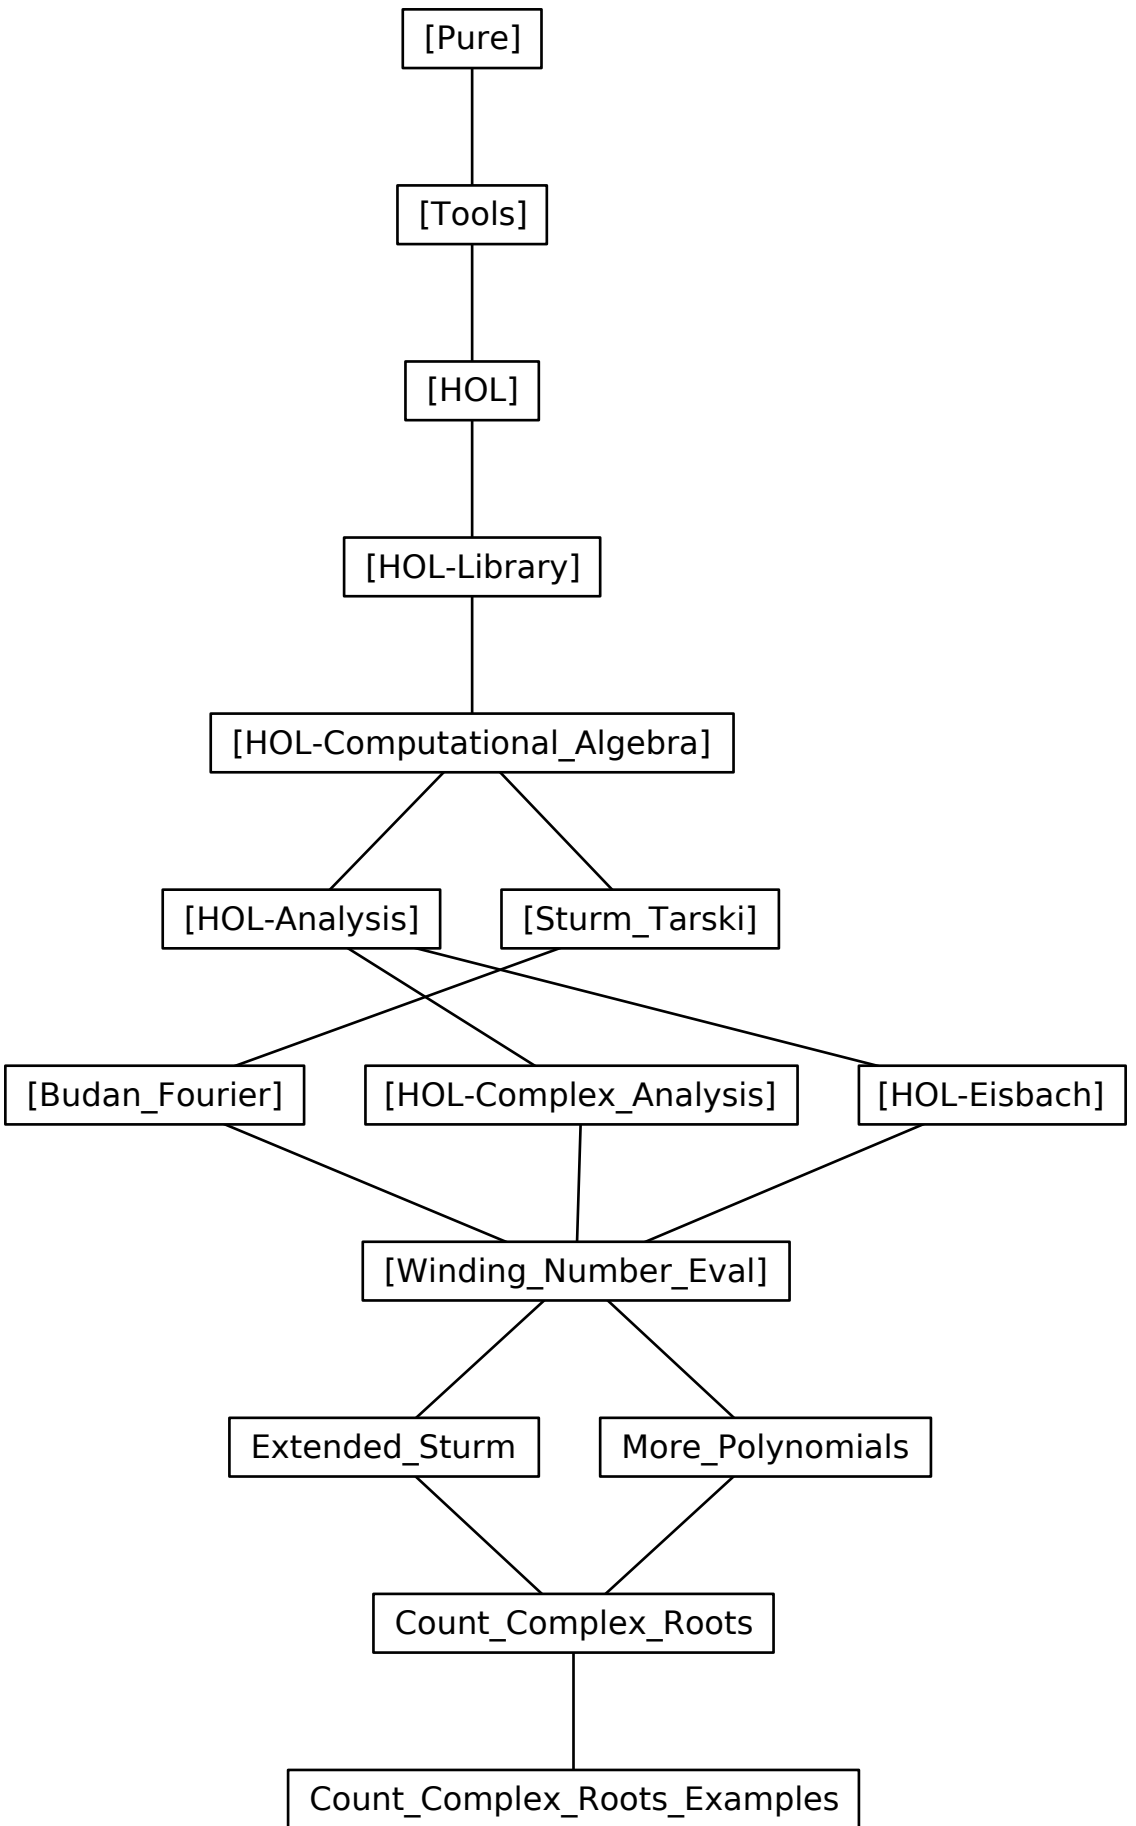 [Pure]
[Tools]
[HOL]
[HOL-Library]
[HOL-Computational_Algebra]
[HOL-Analysis]
[Sturm_Tarski]
[Budan_Fourier]
[HOL-Complex_Analysis]
[HOL-Eisbach]
[Winding_Number_Eval]
Extended_Sturm
More_Polynomials
Count_Complex_Roots
Count_Complex_Roots_Examples